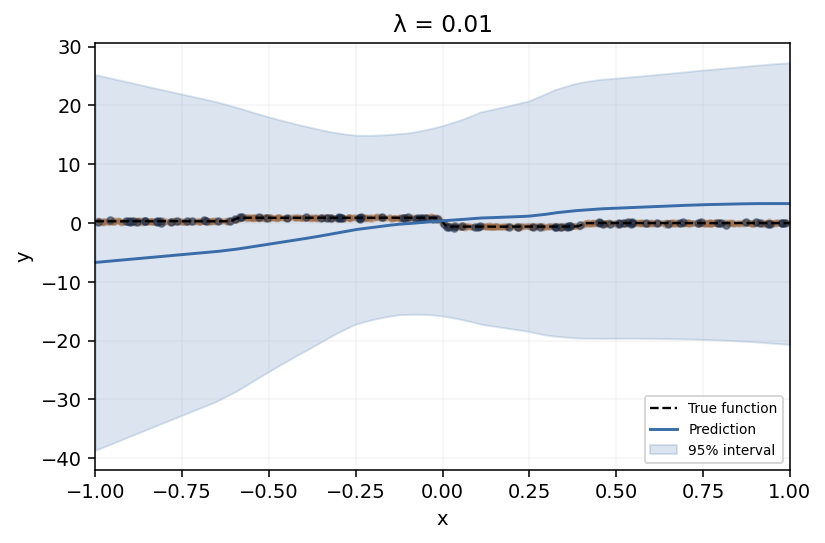 λ = 0.01
30
20
10
0
−10
−20
−30
−40
y
−1.00 −0.75 −0.50 −0.25 0.00 0.25 0.50 0.75 1.00
x
True function
Prediction
95% interval